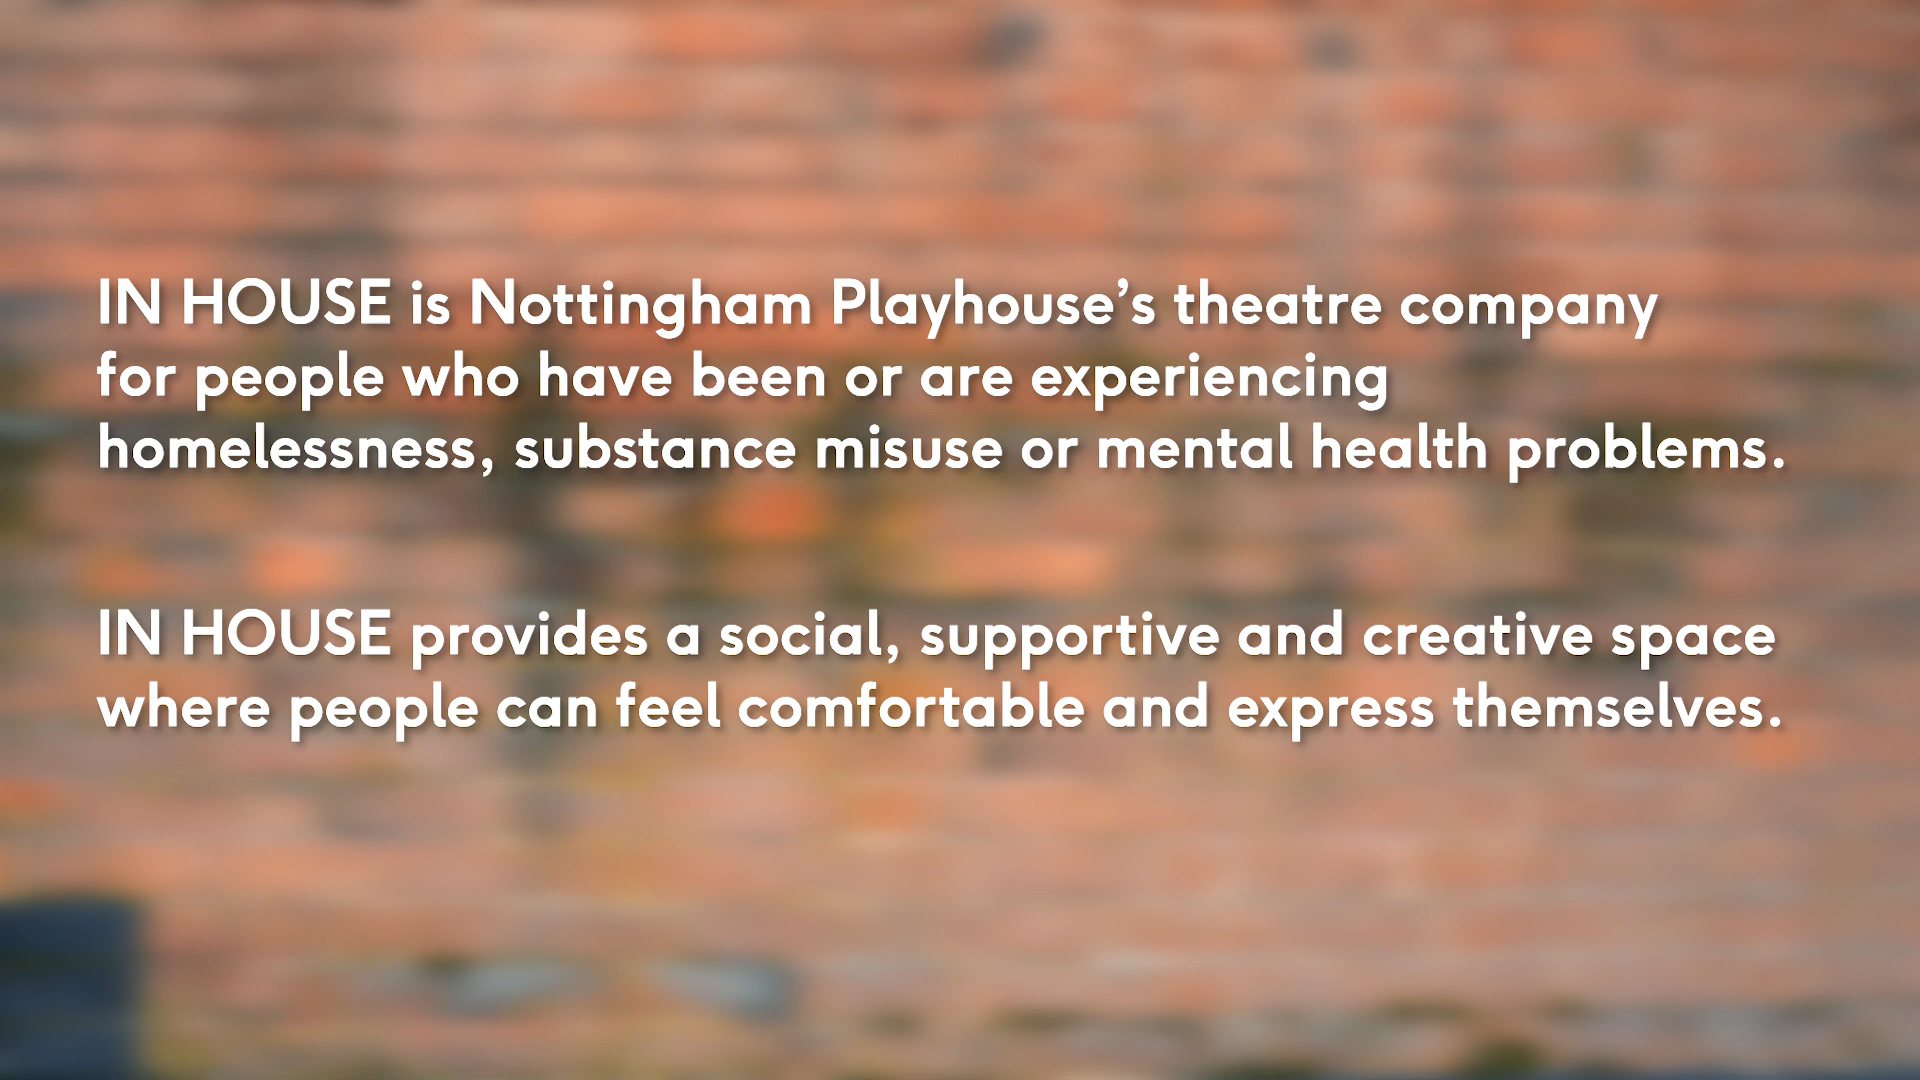 IN HOUSE is Nottingham Playhouse’s theatre company
for people who have been or are experiencing
homelessness, substance misuse or mental health problems.
IN HOUSE provides a social, supportive and creative space
where people can feel comfortable and express themselves.